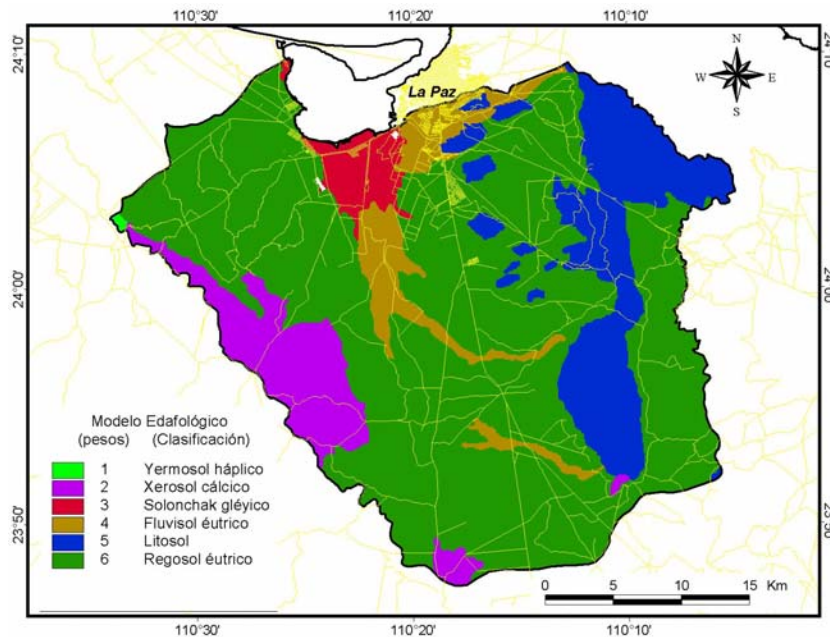 110°30' 110°20' 110°10'
24°10' 24°10'
N
W E
S
La Paz
24°00' 24°00'
Modelo Edafológico
(pesos) (Clasificación)
1 Yermosol háplico
2 Xerosol cálcico
3 Solonchak gléyico
4 Fluvisol éutrico
5 Litosol
6 Regosol éutrico
23°50' 23°50'
0 5 10 15 Km
110°30' 110°20' 110°10'